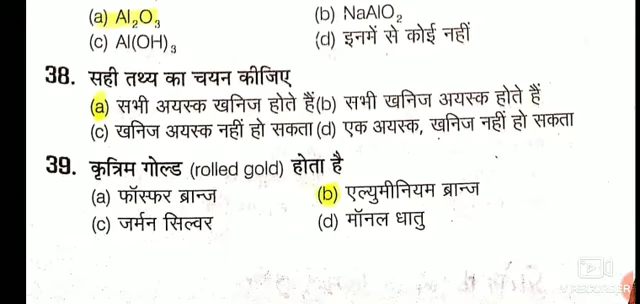 (a) Al₂O₃ (b) NaAlO₂
(c) Al(OH)₃ (d) इनमें से कोई नहीं
38. सही तथ्य का चयन कीजिए
(a) सभी अयस्क खनिज होते हैं (b) सभी खनिज अयस्क होते हैं
(c) खनिज अयस्क नहीं हो सकता (d) एक अयस्क, खनिज नहीं हो सकता
39. कृत्रिम गोल्ड (rolled gold) होता है
(a) फॉस्फर ब्रान्ज (b) एल्युमीनियम ब्रान्ज
(c) जर्मन सिल्वर (d) मॉनल धातु
RECORDER